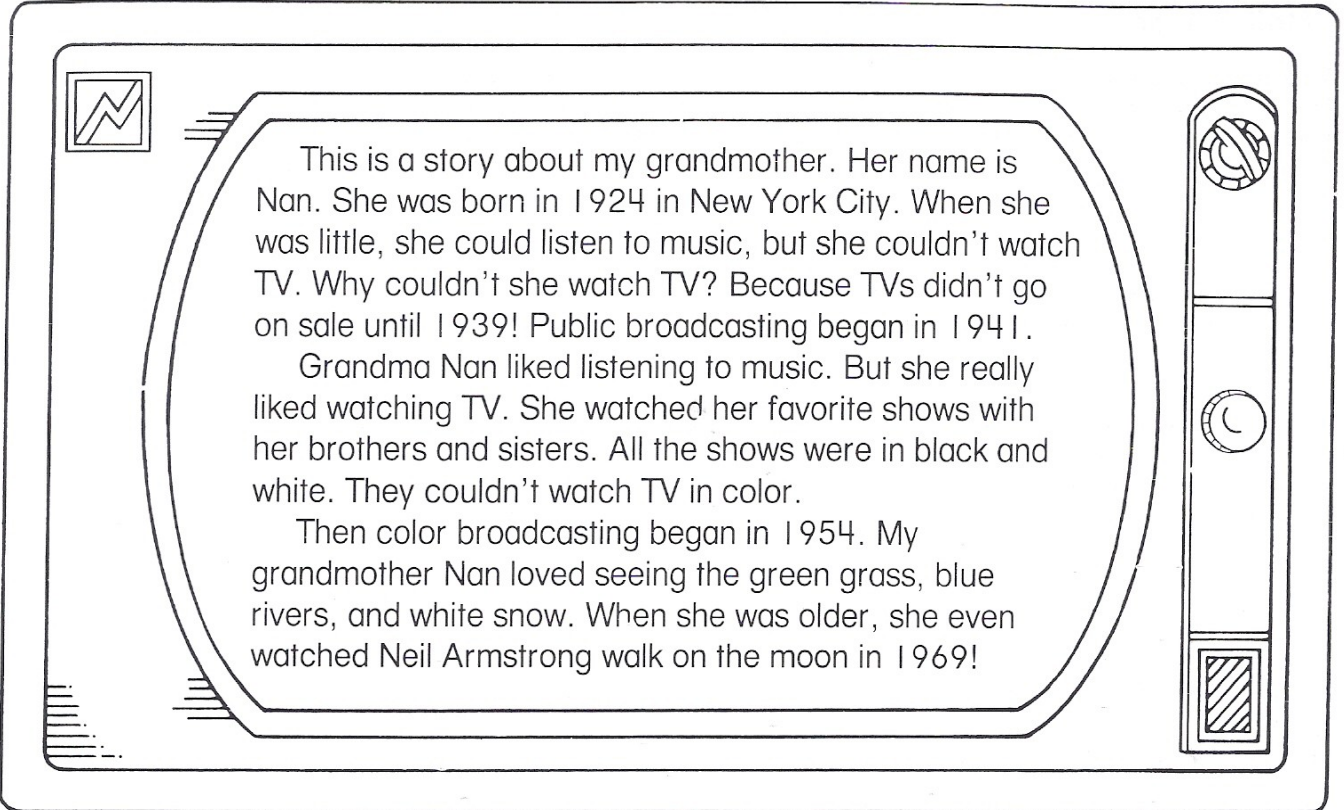 This is a story about my grandmother. Her name is
Nan. She was born in 1924 in New York City. When she
was little, she could listen to music, but she couldn't watch
TV. Why couldn't she watch TV? Because TVs didn't go
on sale until 1939! Public broadcasting began in 1941.
Grandma Nan liked listening to music. But she really
liked watching TV. She watched her favorite shows with
her brothers and sisters. All the shows were in black and
white. They couldn't watch TV in color.
Then color broadcasting began in 1954. My
grandmother Nan loved seeing the green grass, blue
rivers, and white snow. When she was older, she even
watched Neil Armstrong walk on the moon in 1969!